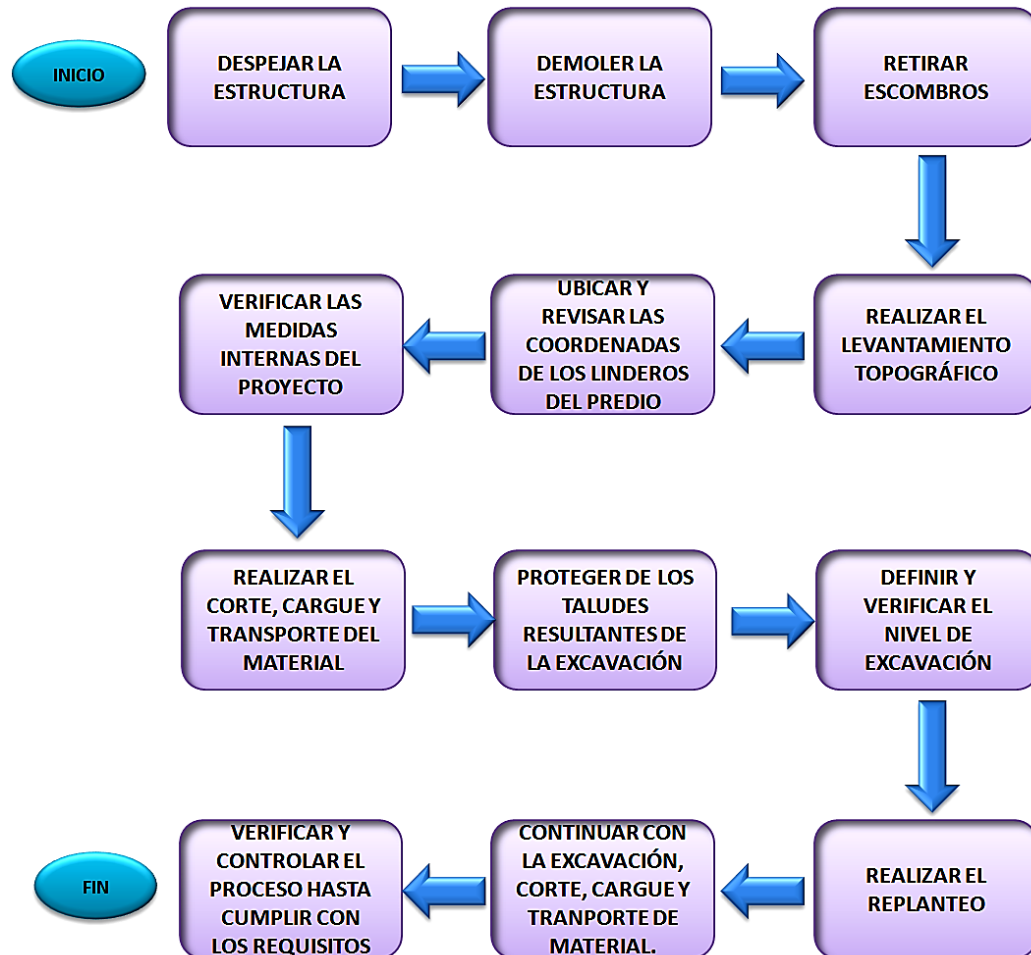 INICIO
DESPEJAR LA
ESTRUCTURA
DEMOLER LA
ESTRUCTURA
RETIRAR
ESCOMBROS
REALIZAR EL
LEVANTAMIENTO
TOPOGRÁFICO
UBICAR Y
REVISAR LAS
COORDENADAS
DE LOS LINDEROS
DEL PREDIO
VERIFICAR LAS
MEDIDAS
INTERNAS DEL
PROYECTO
REALIZAR EL
CORTE, CARGUE Y
TRANSPORTE DEL
MATERIAL
PROTEGER DE LOS
TALUDES
RESULTANTES DE
LA EXCAVACIÓN
DEFINIR Y
VERIFICAR EL
NIVEL DE
EXCAVACIÓN
REALIZAR EL
REPLANTEO
CONTINUAR CON
LA EXCAVACIÓN,
CORTE, CARGUE Y
TRANPORTE DE
MATERIAL.
VERIFICAR Y
CONTROLAR EL
PROCESO HASTA
CUMPLIR CON
LOS REQUISITOS
FIN